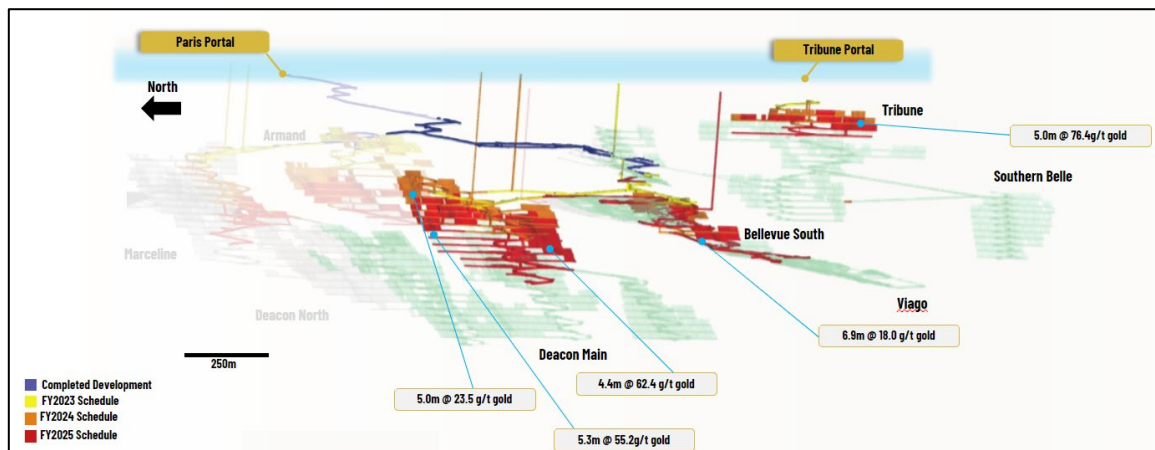 Paris Portal
Tribune Portal
North
Armand
Tribune
5.0m @ 76.4g/t gold
Southern Belle
Bellevue South
Marceline
Viago
Deacon North
6.9m @ 18.0 g/t gold
Deacon Main
250m
4.4m @ 62.4 g/t gold
Completed Development
5.0m @ 23.5 g/t gold
FY2023 Schedule
FY2024 Schedule
FY2025 Schedule
5.3m @ 55.2g/t gold